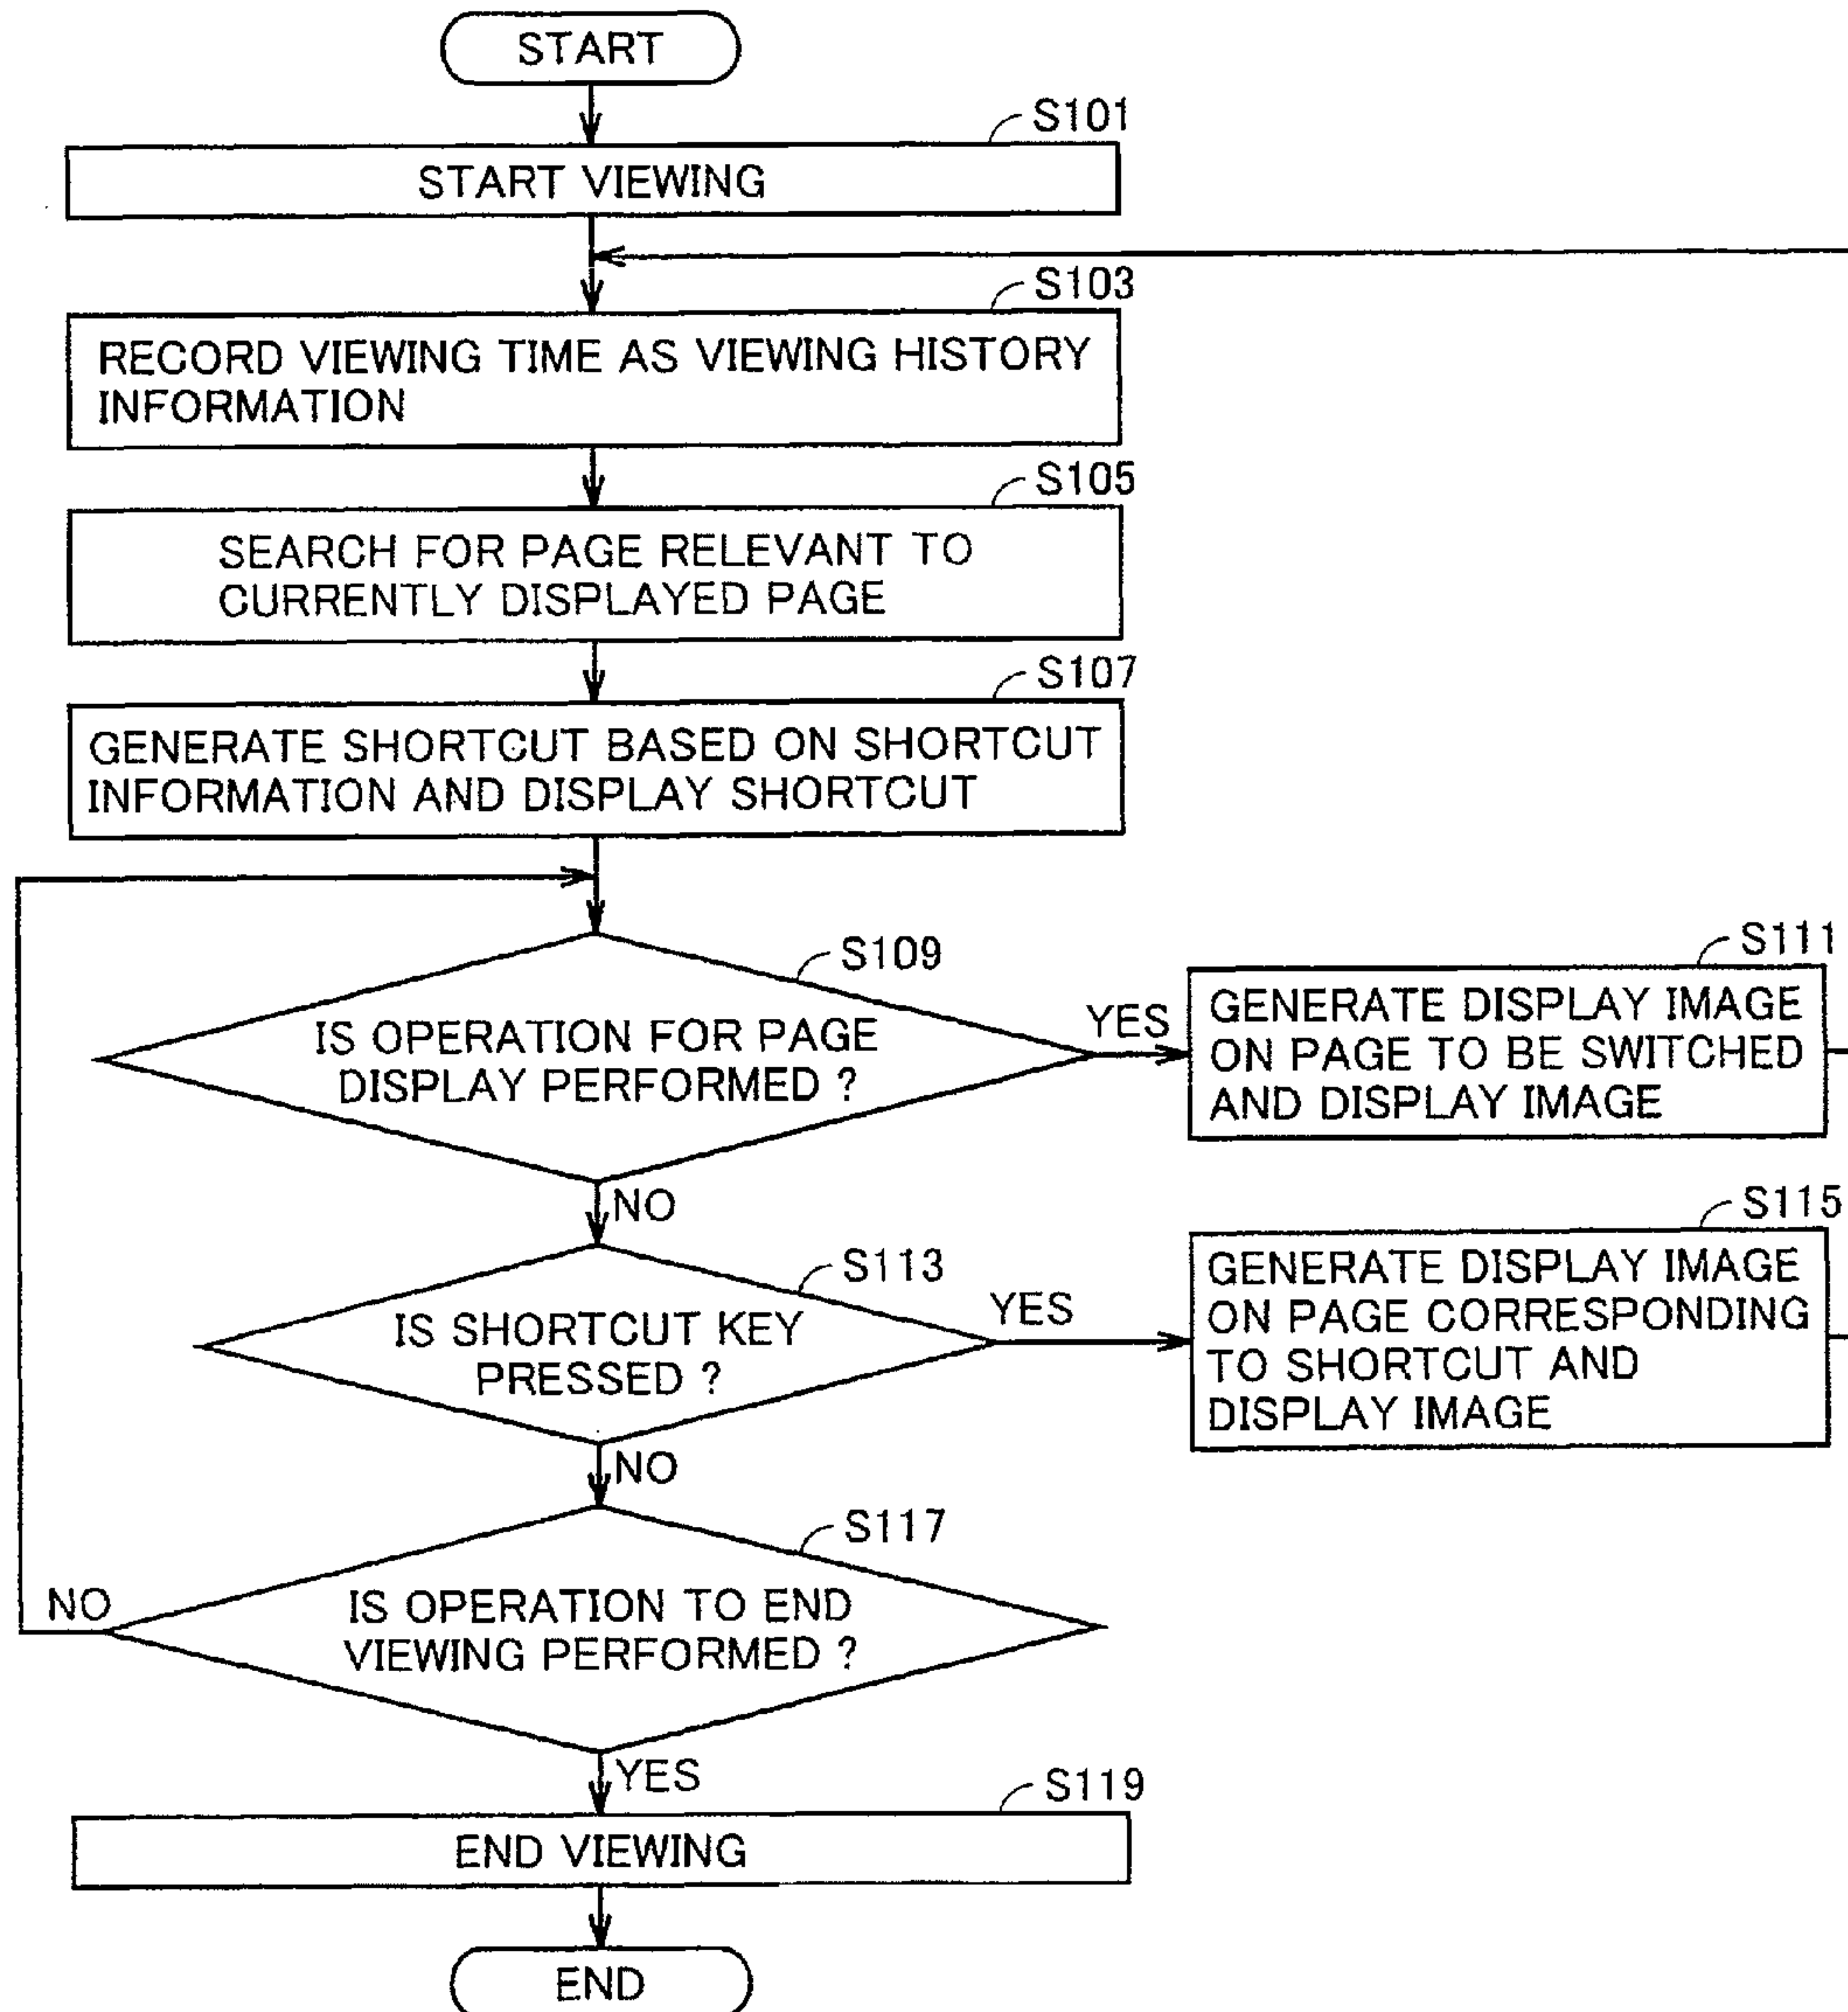 START
S101
START VIEWING
S103
RECORD VIEWING TIME AS VIEWING HISTORY
INFORMATION
S105
SEARCH FOR PAGE RELEVANT TO
CURRENTLY DISPLAYED PAGE
S107
GENERATE SHORTCUT BASED ON SHORTCUT
INFORMATION AND DISPLAY SHORTCUT
S109
IS OPERATION FOR PAGE
DISPLAY PERFORMED ?
YES
S111
GENERATE DISPLAY IMAGE
ON PAGE TO BE SWITCHED
AND DISPLAY IMAGE
NO
S113
IS SHORTCUT KEY
PRESSED ?
YES
S115
GENERATE DISPLAY IMAGE
ON PAGE CORRESPONDING
TO SHORTCUT AND
DISPLAY IMAGE
NO
S117
IS OPERATION TO END
VIEWING PERFORMED ?
NO
YES
S119
END VIEWING
END